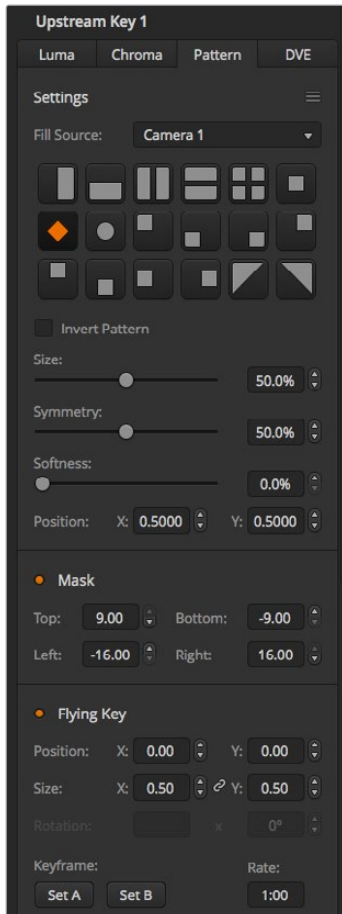 Upstream Key 1
Luma Chroma Pattern DVE
Settings
Fill Source: Camera 1
Invert Pattern
Size:
50.0%
Symmetry:
50.0%
Softness:
0.0%
Position: X: 0.5000 Y: 0.5000
Mask
Top: 9.00 Bottom: -9.00
Left: -16.00 Right: 16.00
Flying Key
Position: X: 0.00 Y: 0.00
Size: X: 0.50 Y: 0.50
Rotation: x 0°
Keyframe: Rate:
Set A Set B 1:00